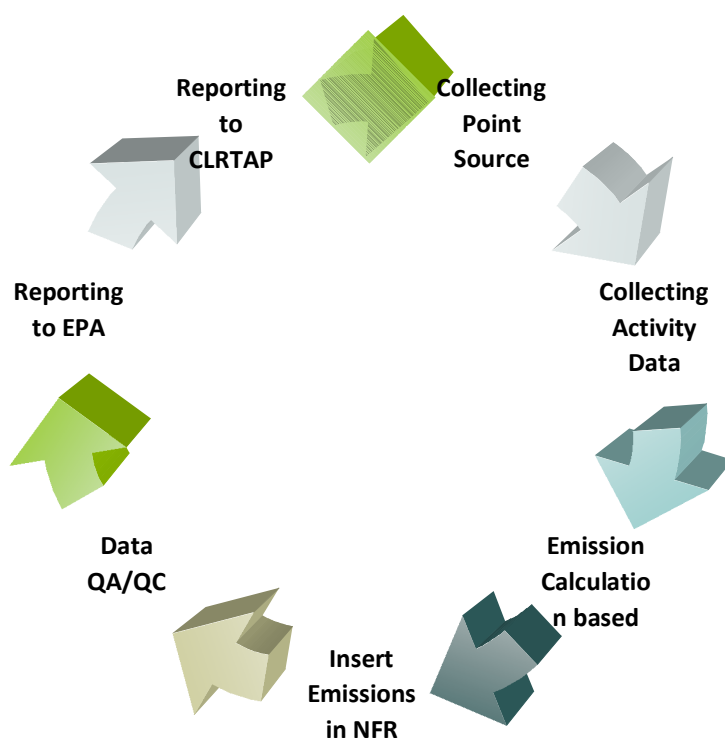 Reporting
to
CLRTAP
Collecting
Point
Source
Collecting
Activity
Data
Emission
Calculatio
n based
Insert
Emissions
in NFR
Data
QA/QC
Reporting
to EPA